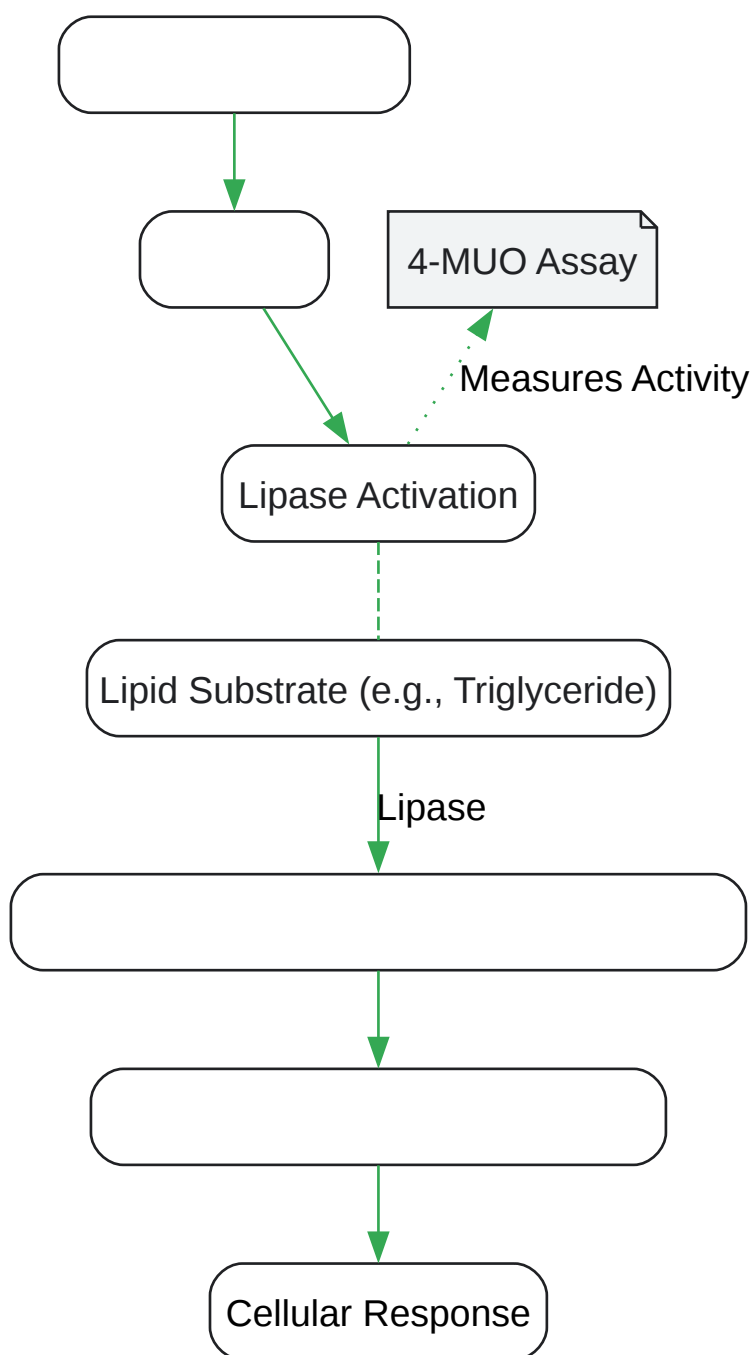 4-MUO Assay
Measures Activity
Lipase Activation
Lipid Substrate (e.g., Triglyceride)
Lipase
Cellular Response